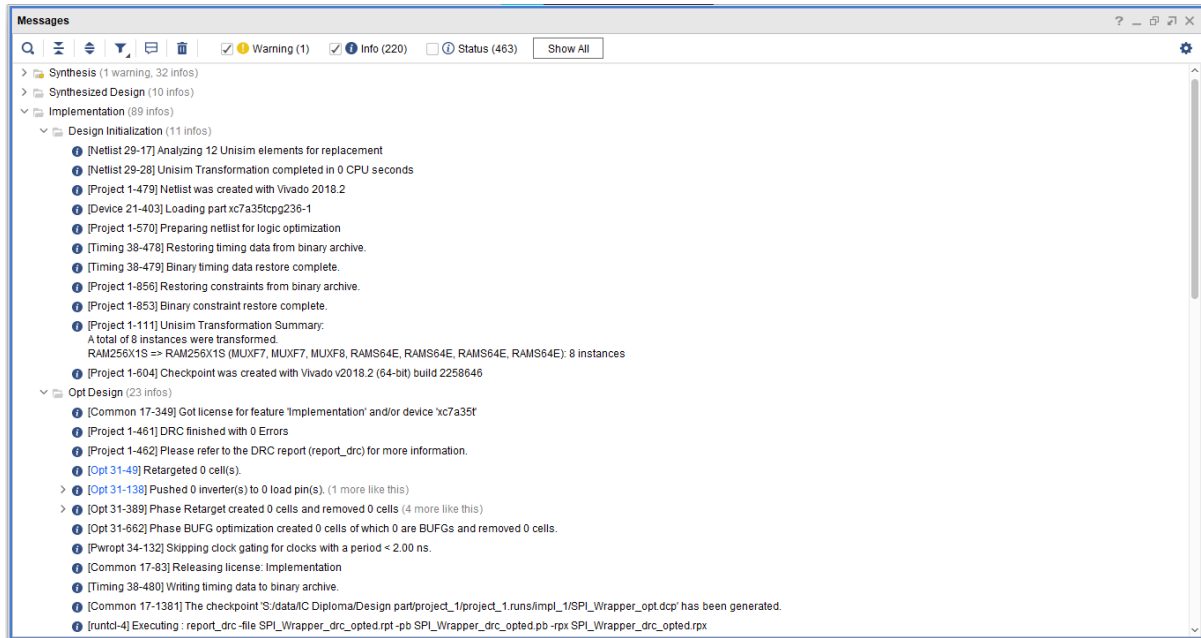 Messages
Warning (1) Info (220) Status (463) Show All
Synthesis (1 warning, 32 infos)
Synthesized Design (10 infos)
Implementation (89 infos)
Design Initialization (11 infos)
[Netlist 29-17] Analyzing 12 Unisim elements for replacement
[Netlist 29-28] Unisim Transformation completed in 0 CPU seconds
[Project 1-479] Netlist was created with Vivado 2018.2
[Device 21-403] Loading part xc7a35tcpg236-1
[Project 1-570] Preparing netlist for logic optimization
[Timing 38-478] Restoring timing data from binary archive.
[Timing 38-479] Binary timing data restore complete.
[Project 1-856] Restoring constraints from binary archive.
[Project 1-853] Binary constraint restore complete.
[Project 1-111] Unisim Transformation Summary:
A total of 8 instances were transformed.
RAM256X1S => RAM256X1S (MUXF7, MUXF7, MUXF8, RAMS64E, RAMS64E, RAMS64E, RAMS64E): 8 instances
[Project 1-604] Checkpoint was created with Vivado v2018.2 (64-bit) build 2258646
Opt Design (23 infos)
[Common 17-349] Got license for feature 'Implementation' and/or device 'xc7a35t'
[Project 1-461] DRC finished with 0 Errors
[Project 1-462] Please refer to the DRC report (report_drc) for more information.
[Opt 31-49] Retargeted 0 cell(s).
[Opt 31-138] Pushed 0 inverter(s) to 0 load pin(s). (1 more like this)
[Opt 31-389] Phase Retarget created 0 cells and removed 0 cells (4 more like this)
[Opt 31-662] Phase BUFG optimization created 0 cells of which 0 are BUFGs and removed 0 cells.
[Pwropt 34-132] Skipping clock gating for clocks with a period < 2.00 ns.
[Common 17-83] Releasing license: Implementation
[Timing 38-480] Writing timing data to binary archive.
[Common 17-1381] The checkpoint 'S:/data/IC Diploma/Design part/project_1/project_1.runs/impl_1/SPI_Wrapper_opt.dcp' has been generated.
[runtcl-4] Executing : report_drc -file SPI_Wrapper_drc_opted.rpt -pb SPI_Wrapper_drc_opted.pb -rpx SPI_Wrapper_drc_opted.rpx